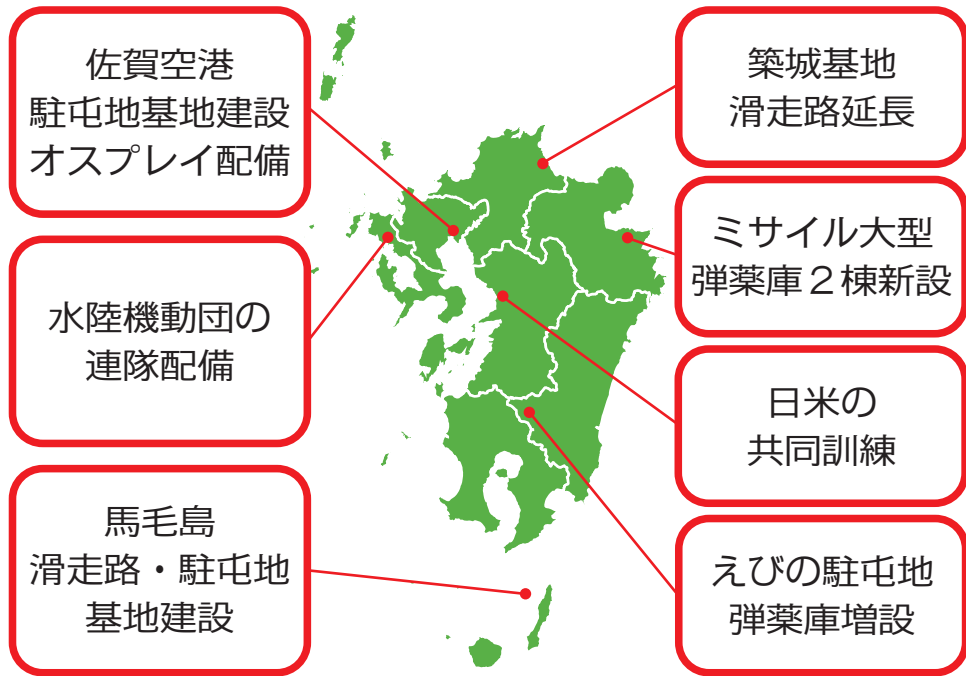 佐賀空港
駐屯地基地建設
オスプレイ配備
水陸機動団の
連隊配備
馬毛島
滑走路・駐屯地
基地建設
築城基地
滑走路延長
ミサイル大型
弾薬庫２棟新設
日米の
共同訓練
えびの駐屯地
弾薬庫増設